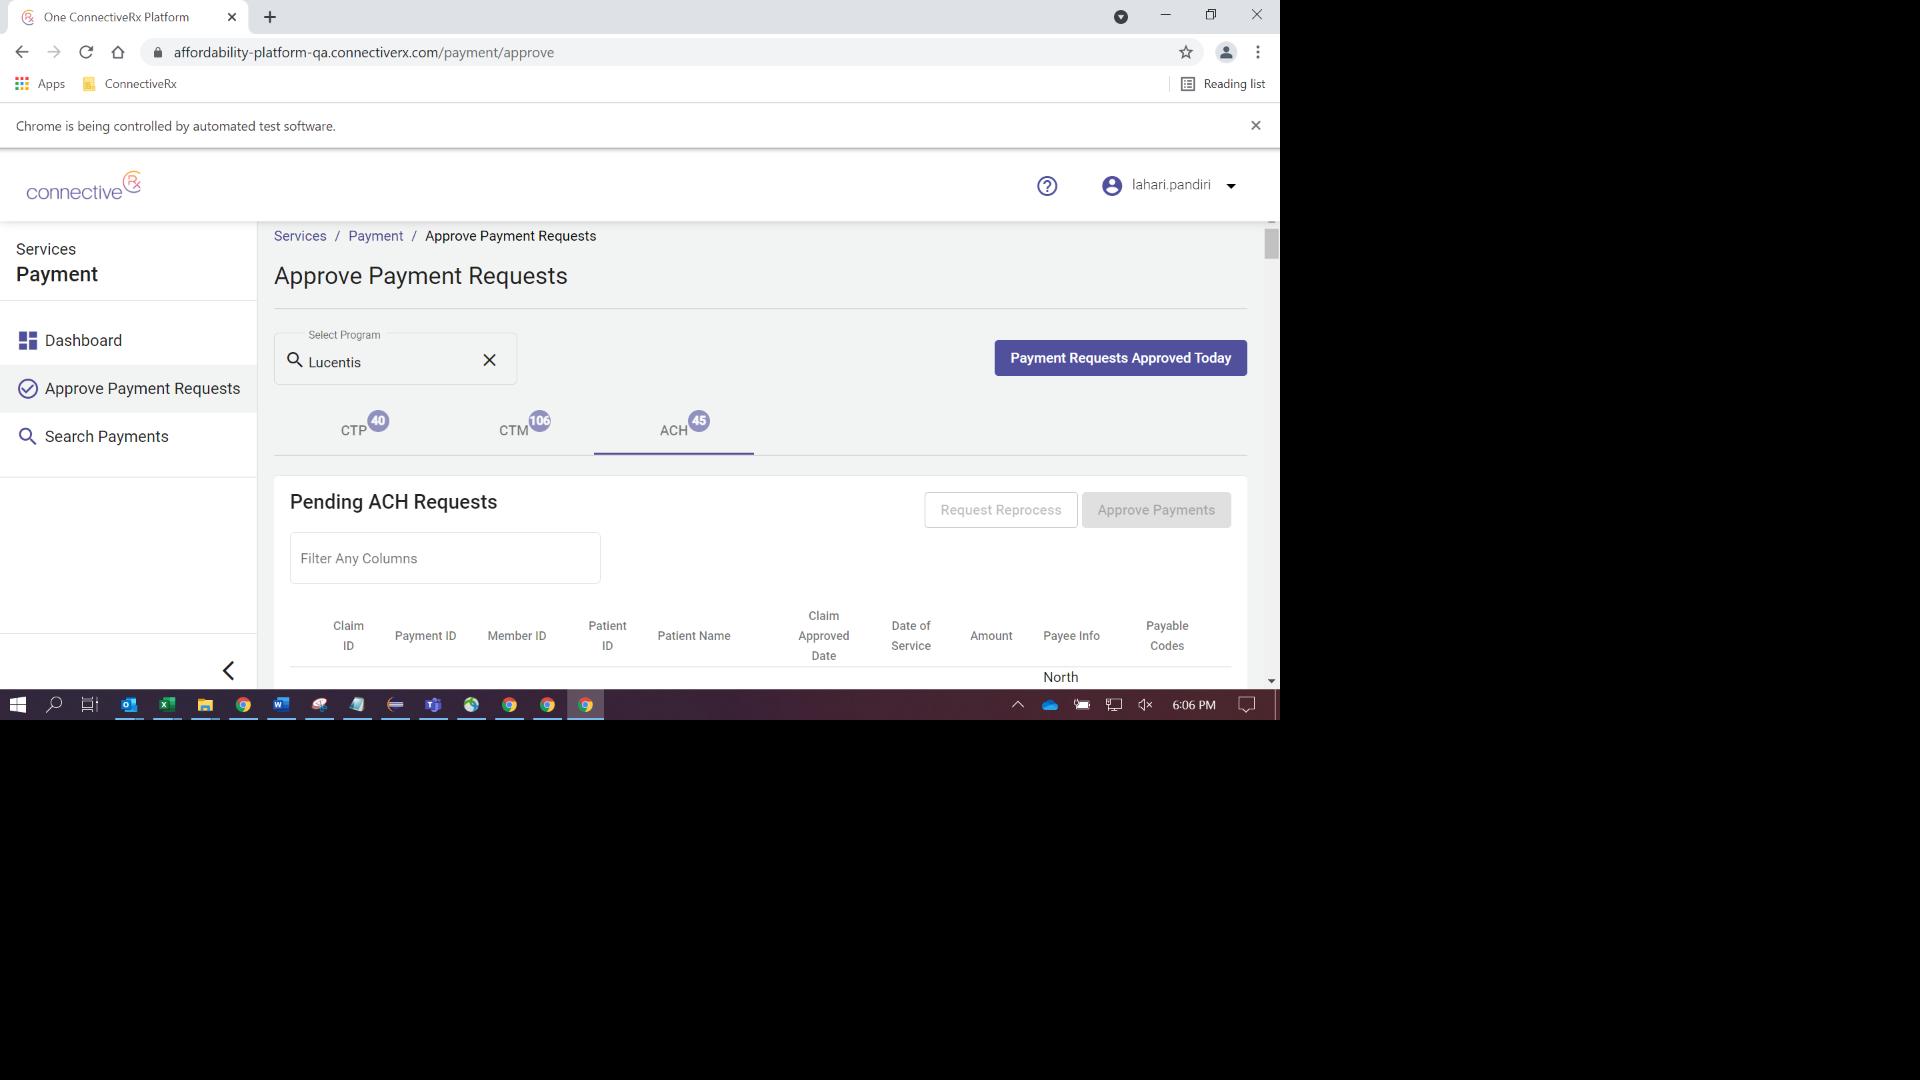 One ConnectiveRx Platform
affordability-platform-qa.connectiverx.com/payment/approve
Apps
ConnectiveRx
Reading list
Chrome is being controlled by automated test software.
connective Rx
lahari.pandiri
Services
Payment
Dashboard
Approve Payment Requests
Search Payments
Services / Payment / Approve Payment Requests
Approve Payment Requests
Select Program
Lucentis
Payment Requests Approved Today
CTP 40
CTM 106
ACH 45
Pending ACH Requests
Request Reprocess
Approve Payments
Filter Any Columns
Claim ID
Payment ID
Member ID
Patient ID
Patient Name
Claim Approved Date
Date of Service
Amount
Payee Info
Payable Codes
North
6:06 PM